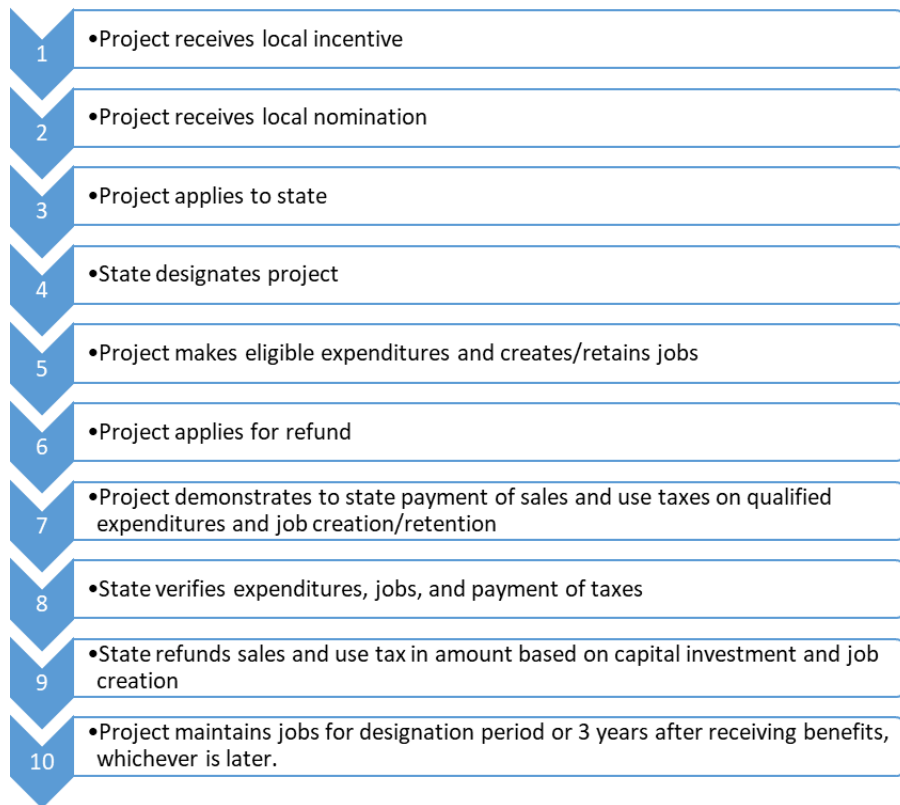 1
•Project receives local incentive
2
•Project receives local nomination
3
•Project applies to state
4
•State designates project
5
•Project makes eligible expenditures and creates/retains jobs
6
•Project applies for refund
7
•Project demonstrates to state payment of sales and use taxes on qualified
expenditures and job creation/retention
8
•State verifies expenditures, jobs, and payment of taxes
9
•State refunds sales and use tax in amount based on capital investment and job
creation
10
•Project maintains jobs for designation period or 3 years after receiving benefits,
whichever is later.